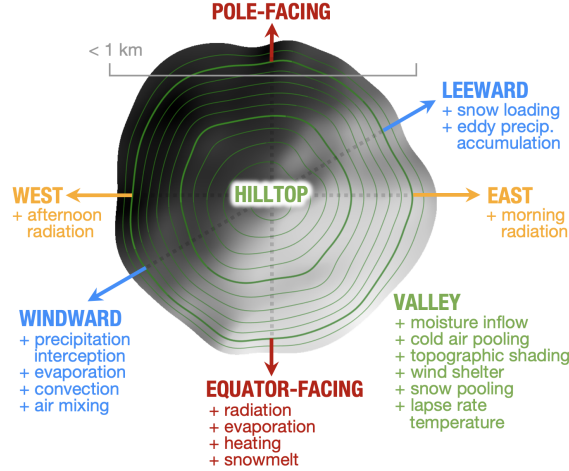 POLE-FACING
< 1 km
LEEWARD
+ snow loading
+ eddy precip.
accumulation
HILLTOP
WEST
+ afternoon
radiation
EAST
+ morning
radiation
WINDWARD
+ precipitation
interception
+ evaporation
+ convection
+ air mixing
VALLEY
+ moisture inflow
+ cold air pooling
+ topographic shading
+ wind shelter
+ snow pooling
+ lapse rate
temperature
EQUATOR-FACING
+ radiation
+ evaporation
+ heating
+ snowmelt